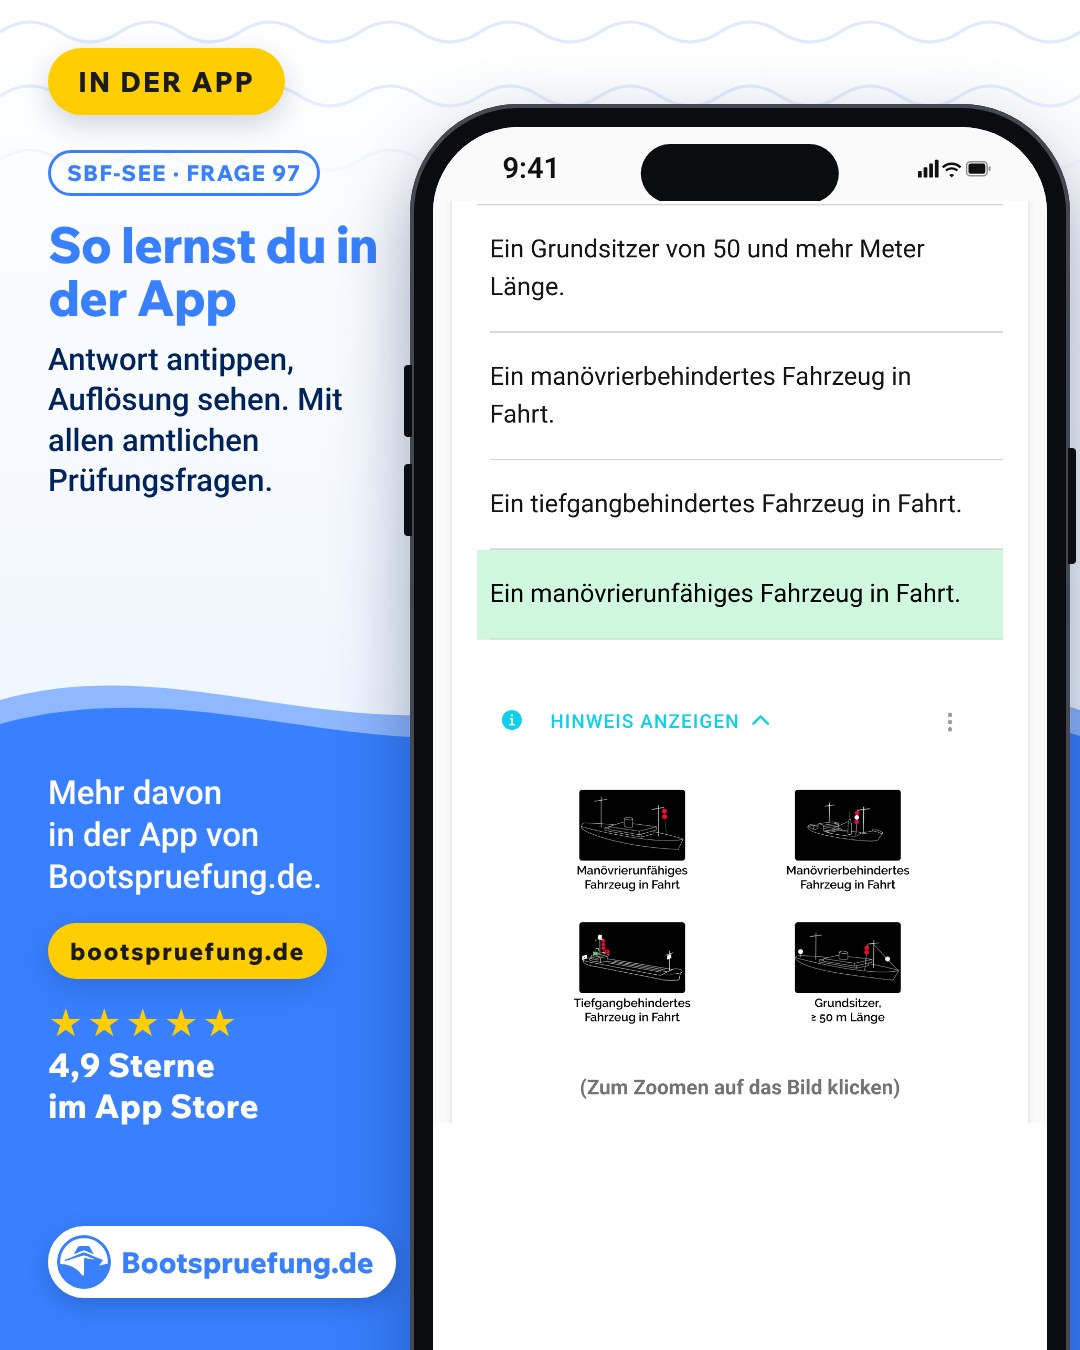 IN DER APP
SBF-SEE · FRAGE 97
So lernst du in
der App
Antwort antippen,
Auflösung sehen. Mit
allen amtlichen
Prüfungsfragen.
Mehr davon
in der App von
Bootspruefung.de.
bootspruefung.de
★★★★★
4,9 Sterne
im App Store
Bootspruefung.de
9:41
Ein Grundsitzer von 50 und mehr Meter
Länge.
Ein manövrierbehindertes Fahrzeug in
Fahrt.
Ein tiefgangbehindertes Fahrzeug in Fahrt.
Ein manövrierunfähiges Fahrzeug in Fahrt.
HINWEIS ANZEIGEN
Manövrierunfähiges
Fahrzeug in Fahrt
Manövrierbehindertes
Fahrzeug in Fahrt
Tiefgangbehindertes
Fahrzeug in Fahrt
Grundsitzer,
≥ 50 m Länge
(Zum Zoomen auf das Bild klicken)